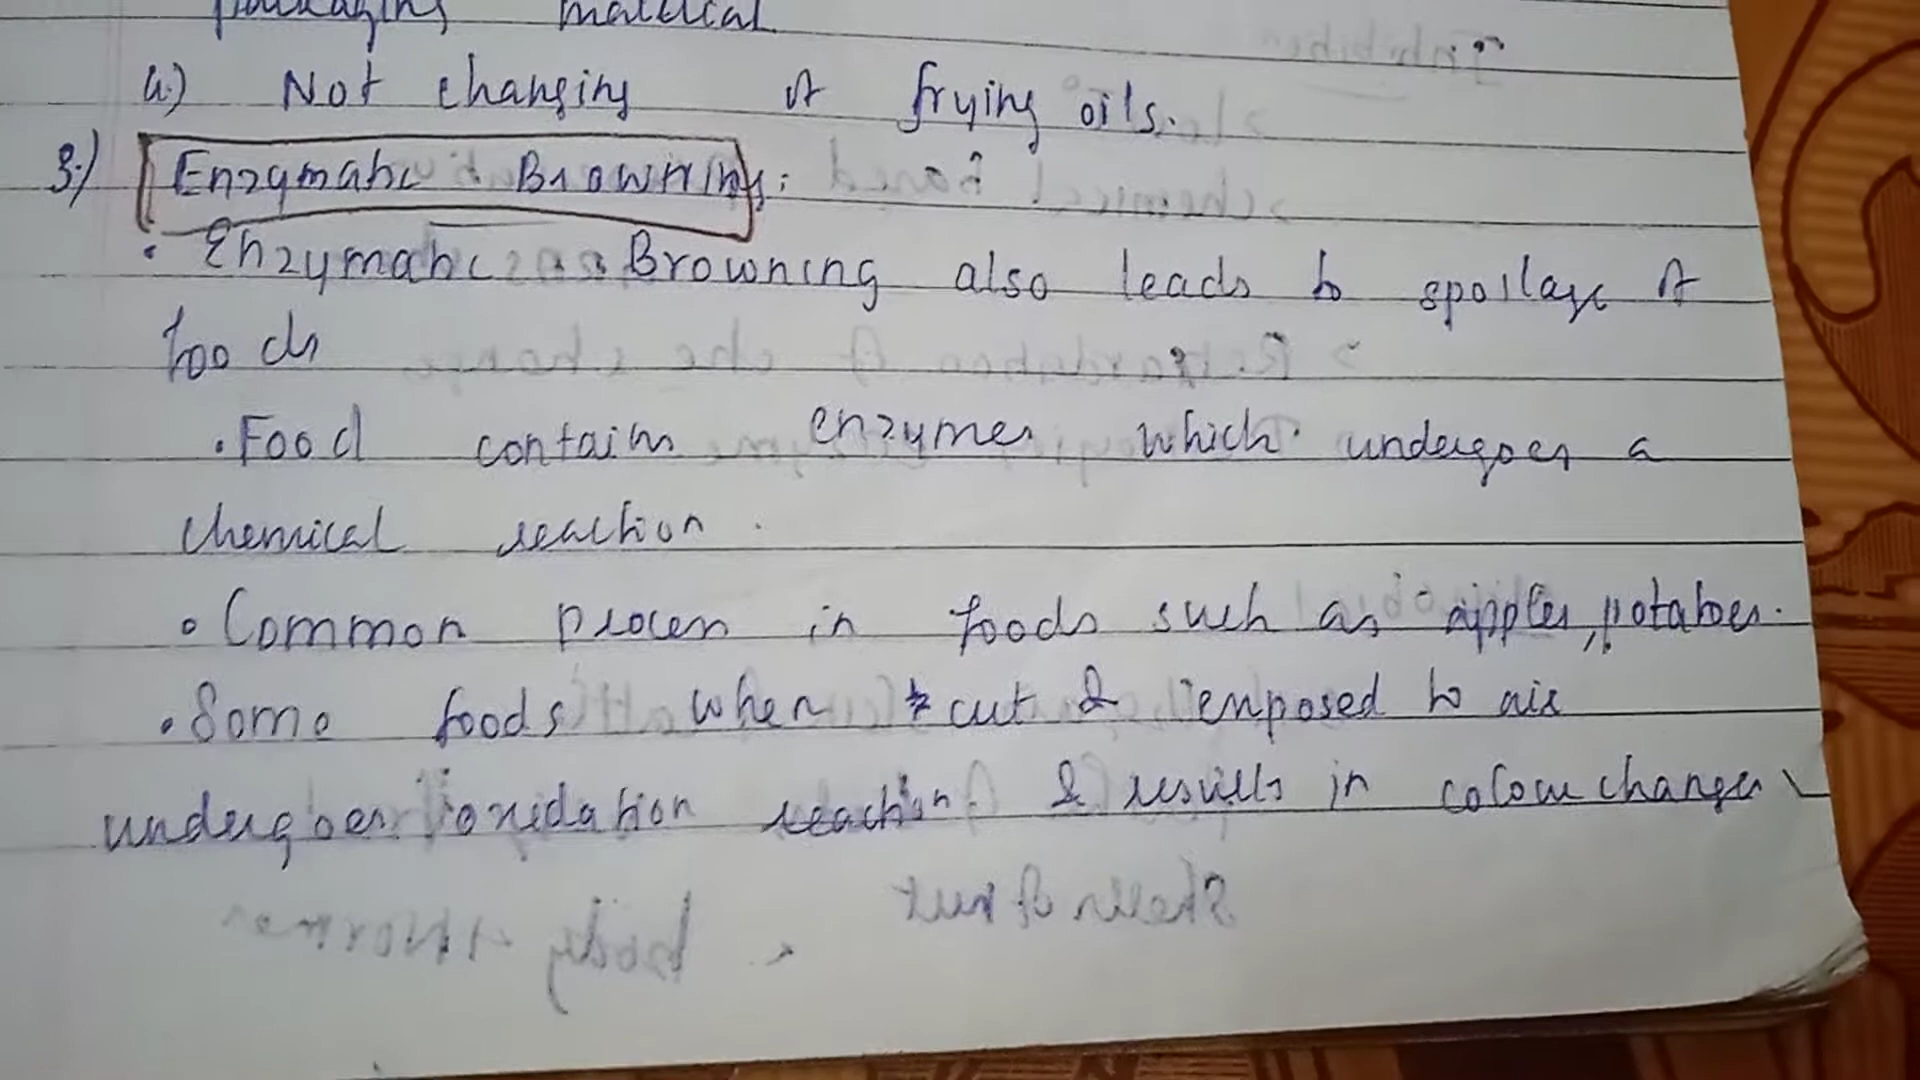 packaging material
4.) Not changing of frying oils.
3.) Enzymatic Browning:
• Enzymatic Browning also leads to spoilage of
foods
• Food contains enzymes which undergoes a
chemical reaction.
• Common process in foods such as apples, potatoes.
• Some foods when cut & exposed to air
undergoes oxidation reaction & results in colour changes